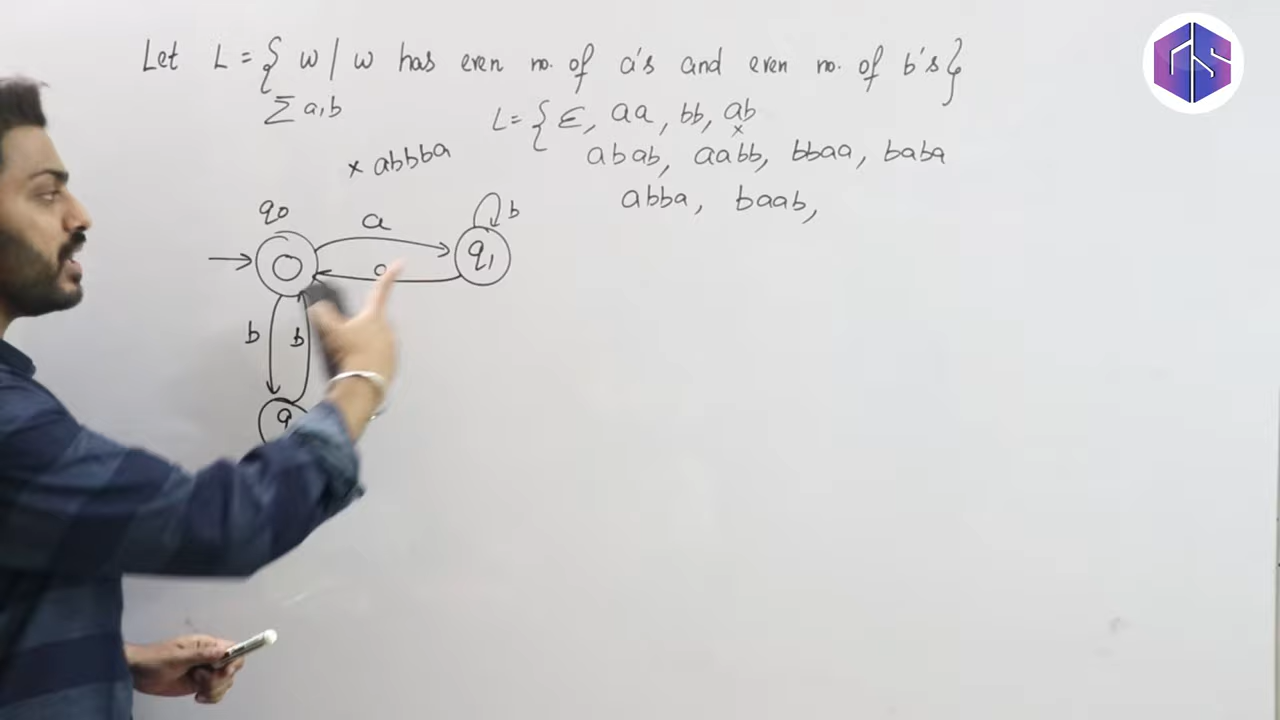 Let L = { w / w has even no. of a's and even no. of b's }
Σ a,b
L = { ε, aa, bb, ab
×
abab, aabb, bbaa, baba
× abbba
abba, baab,
q0
a
b
q1
b
b
GS